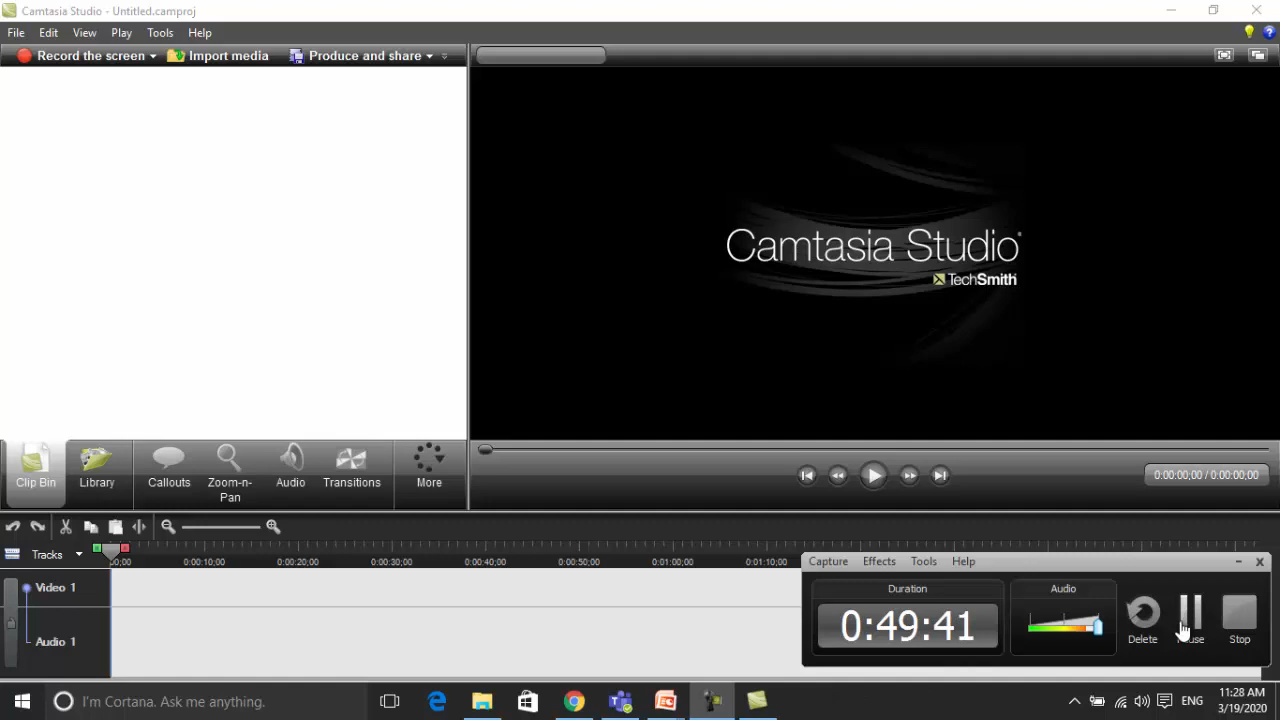 Camtasia Studio - Untitled.camproj
File Edit View Play Tools Help
Record the screen Import media Produce and share
Camtasia Studio
TechSmith
Clip Bin Library Callouts Zoom-n-Pan Audio Transitions More
0:00:00;00 / 0:00:00;00
Tracks
0:00:10;00 0:00:20;00 0:00:30;00 0:00:40;00 0:00:50;00 0:01:00;00 0:01:10;00
Video 1
Audio 1
Capture Effects Tools Help
Duration
0:49:41
Audio
Delete
Stop
I'm Cortana. Ask me anything.
ENG
11:28 AM
3/19/2020